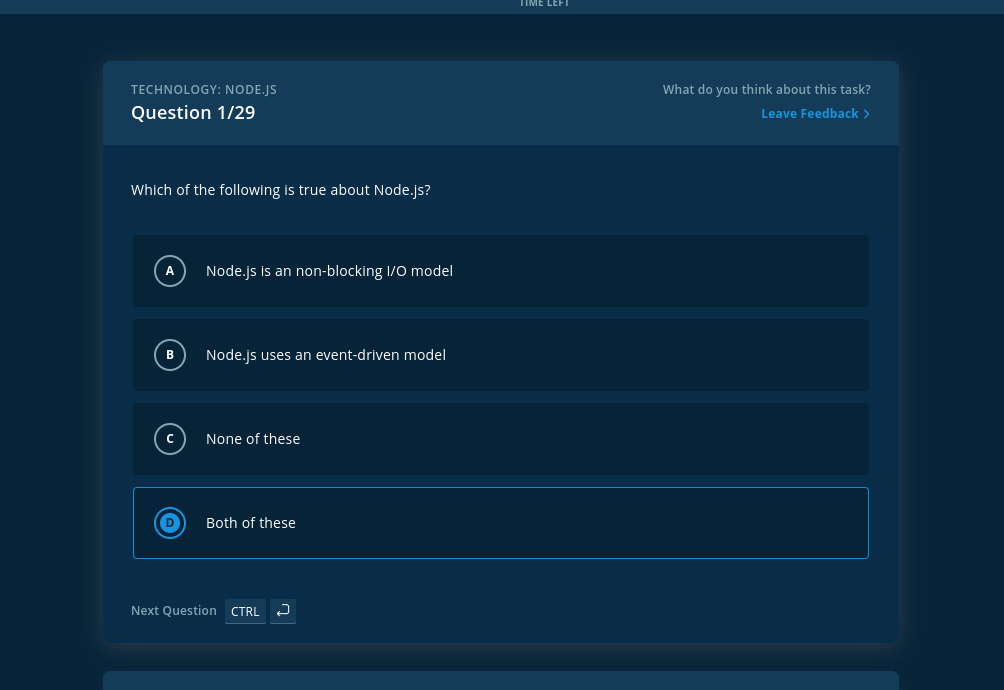 TIME LEFT
TECHNOLOGY: NODE.JS
What do you think about this task?
Question 1/29
Leave Feedback >
Which of the following is true about Node.js?
A Node.js is an non-blocking I/O model
B Node.js uses an event-driven model
C None of these
D Both of these
Next Question CTRL